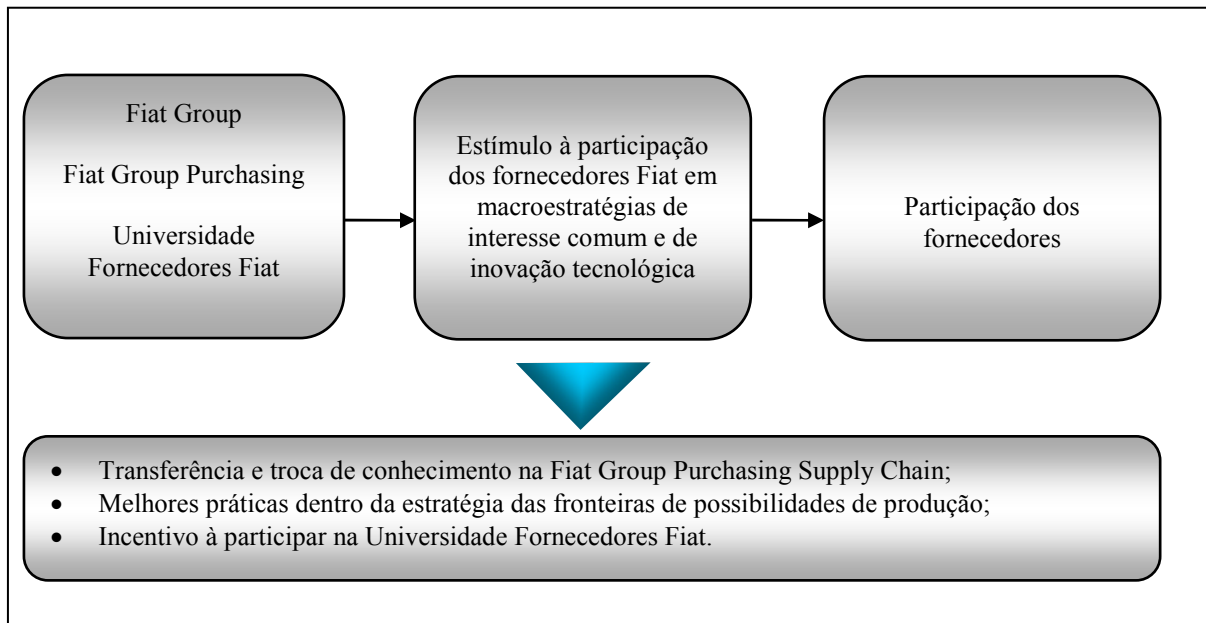 Fiat Group
Fiat Group Purchasing
Universidade
Fornecedores Fiat
Estímulo à participação
dos fornecedores Fiat em
macroestratégias de
interesse comum e de
inovação tecnológica
Participação dos
fornecedores
• Transferência e troca de conhecimento na Fiat Group Purchasing Supply Chain;
• Melhores práticas dentro da estratégia das fronteiras de possibilidades de produção;
• Incentivo à participar na Universidade Fornecedores Fiat.